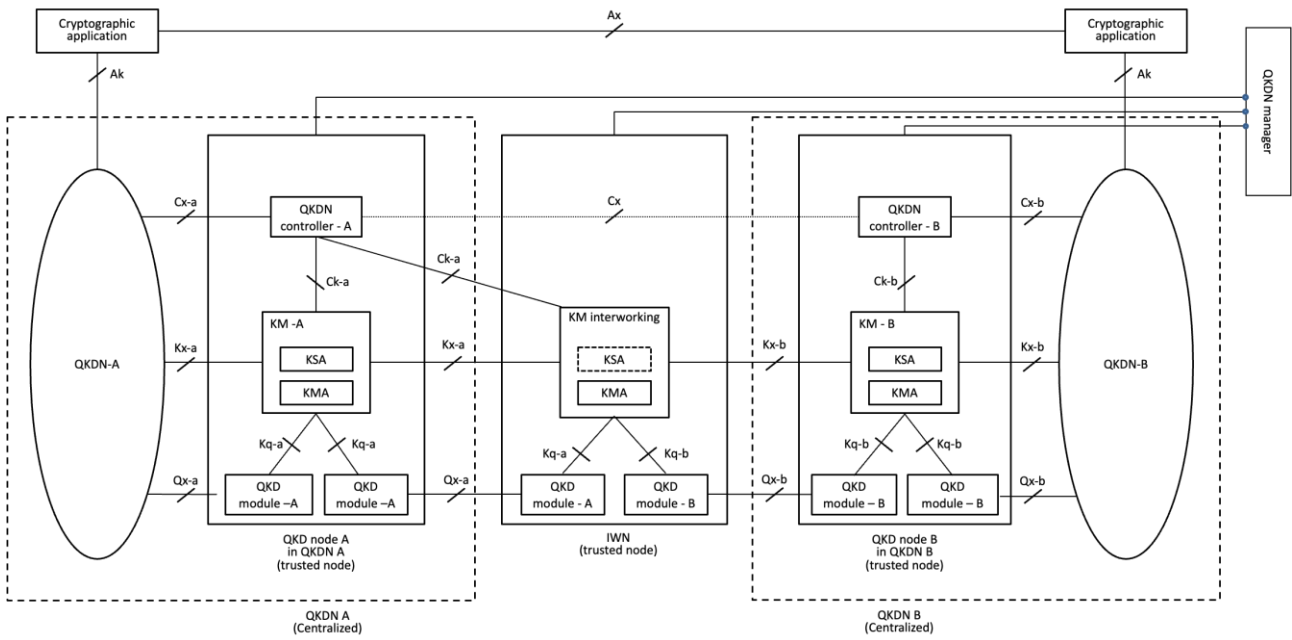 Cryptographic
application
Ax
Cryptographic
application
Ak
Ak
QKDN manager
Cx-a
QKDN
controller - A
Cx
QKDN
controller - B
Cx-b
Ck-a
Ck-a
Ck-b
QKDN-A
Kx-a
KM -A
KSA
KMA
Kx-a
KM interworking
KSA
KMA
Kx-b
KM - B
KSA
KMA
Kx-b
QKDN-B
Kq-a
Kq-a
Kq-a
Kq-b
Kq-b
Kq-b
Qx-a
QKD
module –A
QKD
module –A
Qx-a
QKD
module - A
QKD
module - B
Qx-b
QKD
module – B
QKD
module – B
Qx-b
QKD node A
in QKDN A
(trusted node)
IWN
(trusted node)
QKD node B
in QKDN B
(trusted node)
QKDN A
(Centralized)
QKDN B
(Centralized)